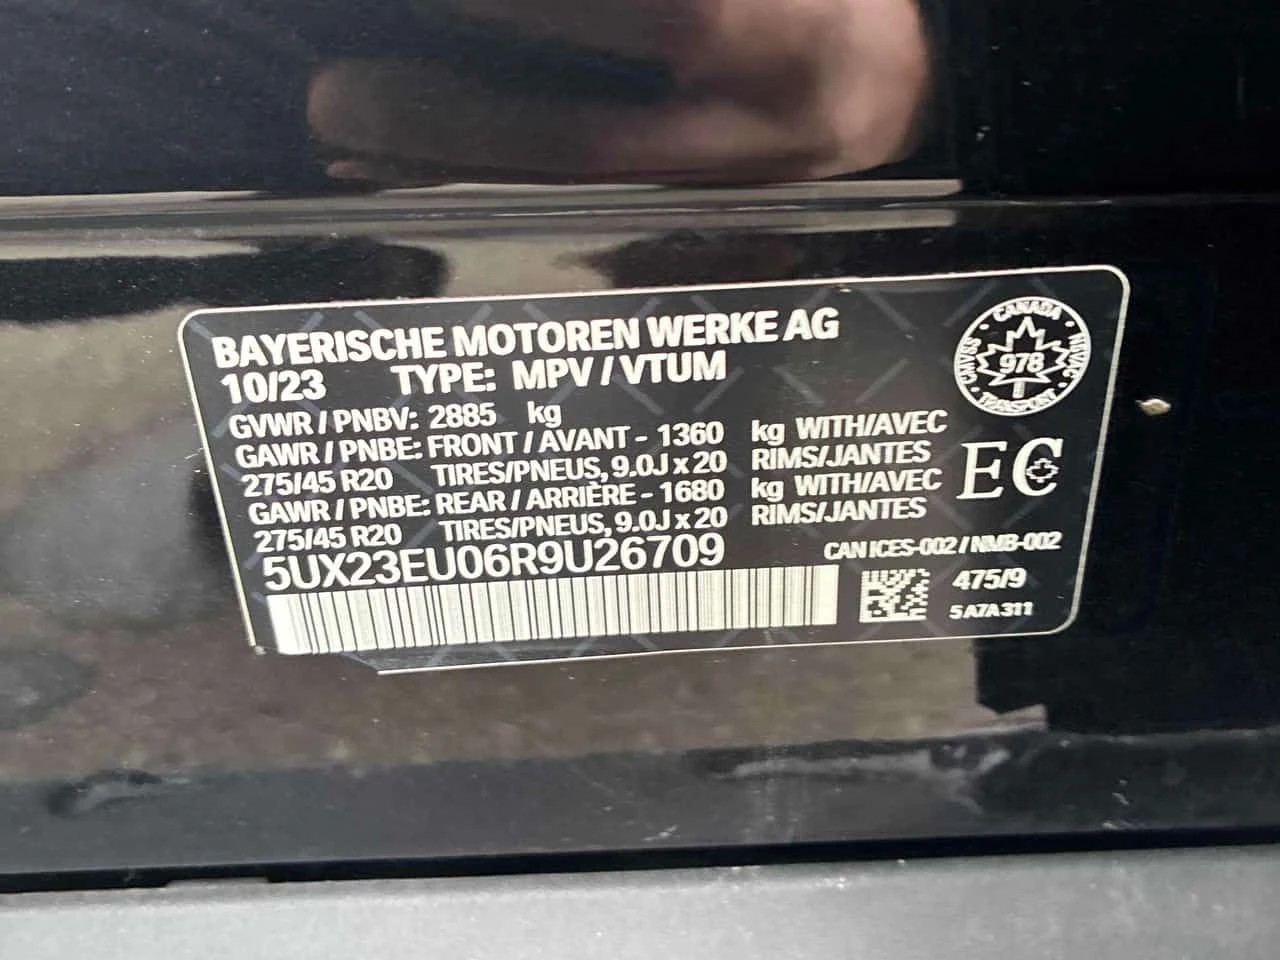 BAYERISCHE MOTOREN WERKE AG
10/23 TYPE: MPV / VTUM
GVWR / PNBV: 2885 kg
GAWR / PNBE: FRONT / AVANT - 1360 kg WITH/AVEC
275/45 R20 TIRES/PNEUS, 9.0J x 20 RIMS/JANTES
GAWR / PNBE: REAR / ARRIÈRE - 1680 kg WITH/AVEC
275/45 R20 TIRES/PNEUS, 9.0J x 20 RIMS/JANTES
5UX23EU06R9U26709
CANADA
CMVSS
978
NSVAC
TRANSPORT
EC
CAN ICES-002 / NMB-002
475/9
5A7A311